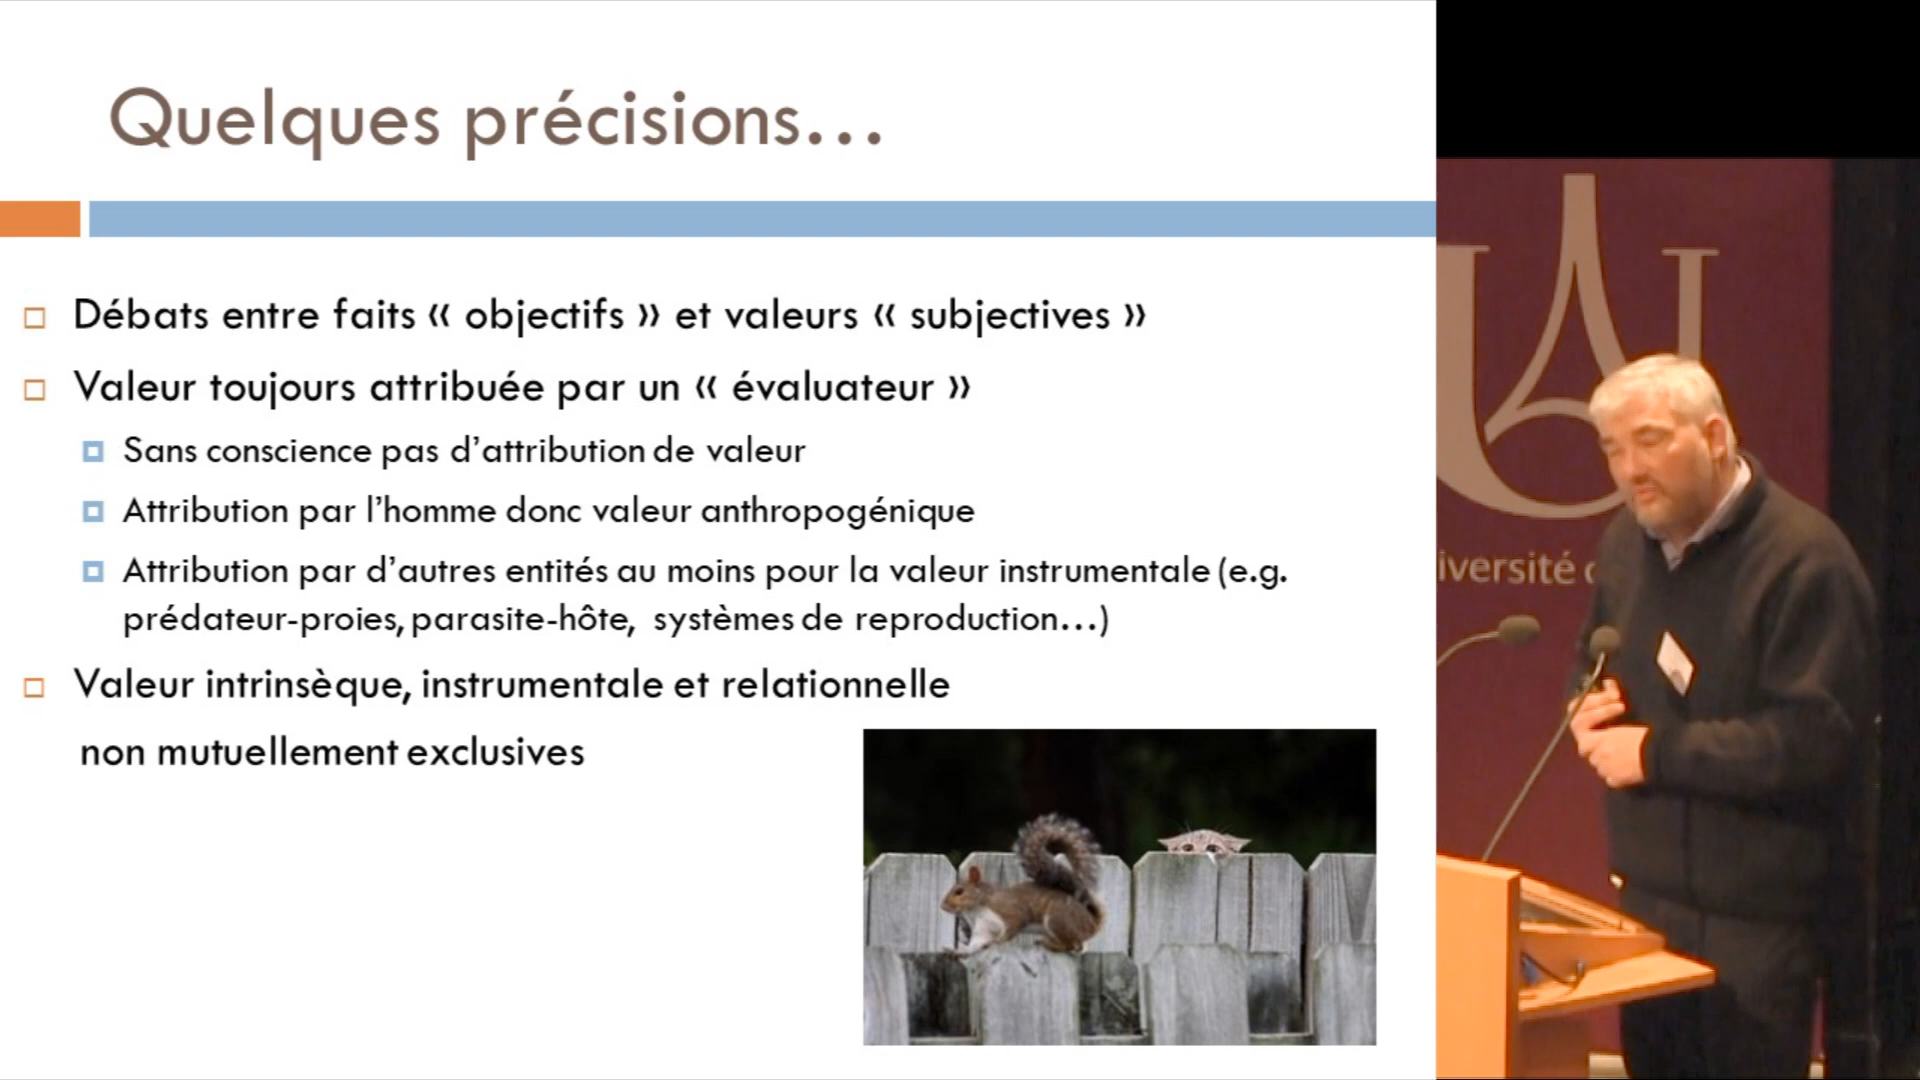 Quelques précisions...
Débats entre faits « objectifs » et valeurs « subjectives »
Valeur toujours attribuée par un « évaluateur »
Sans conscience pas d'attribution de valeur
Attribution par l'homme donc valeur anthropogénique
Attribution par d'autres entités au moins pour la valeur instrumentale (e.g.
prédateur-proies, parasite-hôte, systèmes de reproduction...)
Valeur intrinsèque, instrumentale et relationnelle
non mutuellement exclusives